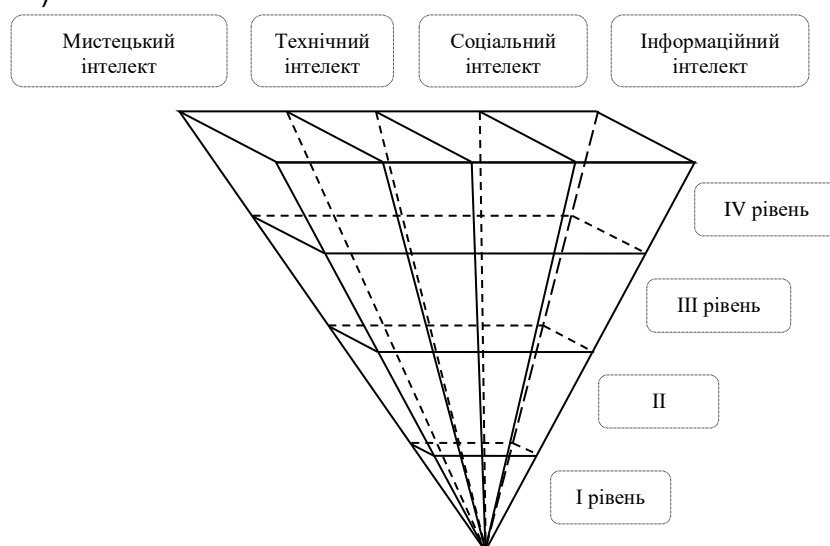 )
Мистецький
інтелект
Технічний
інтелект
Соціальний
інтелект
Інформаційний
інтелект
IV рівень
III рівень
II
I рівень